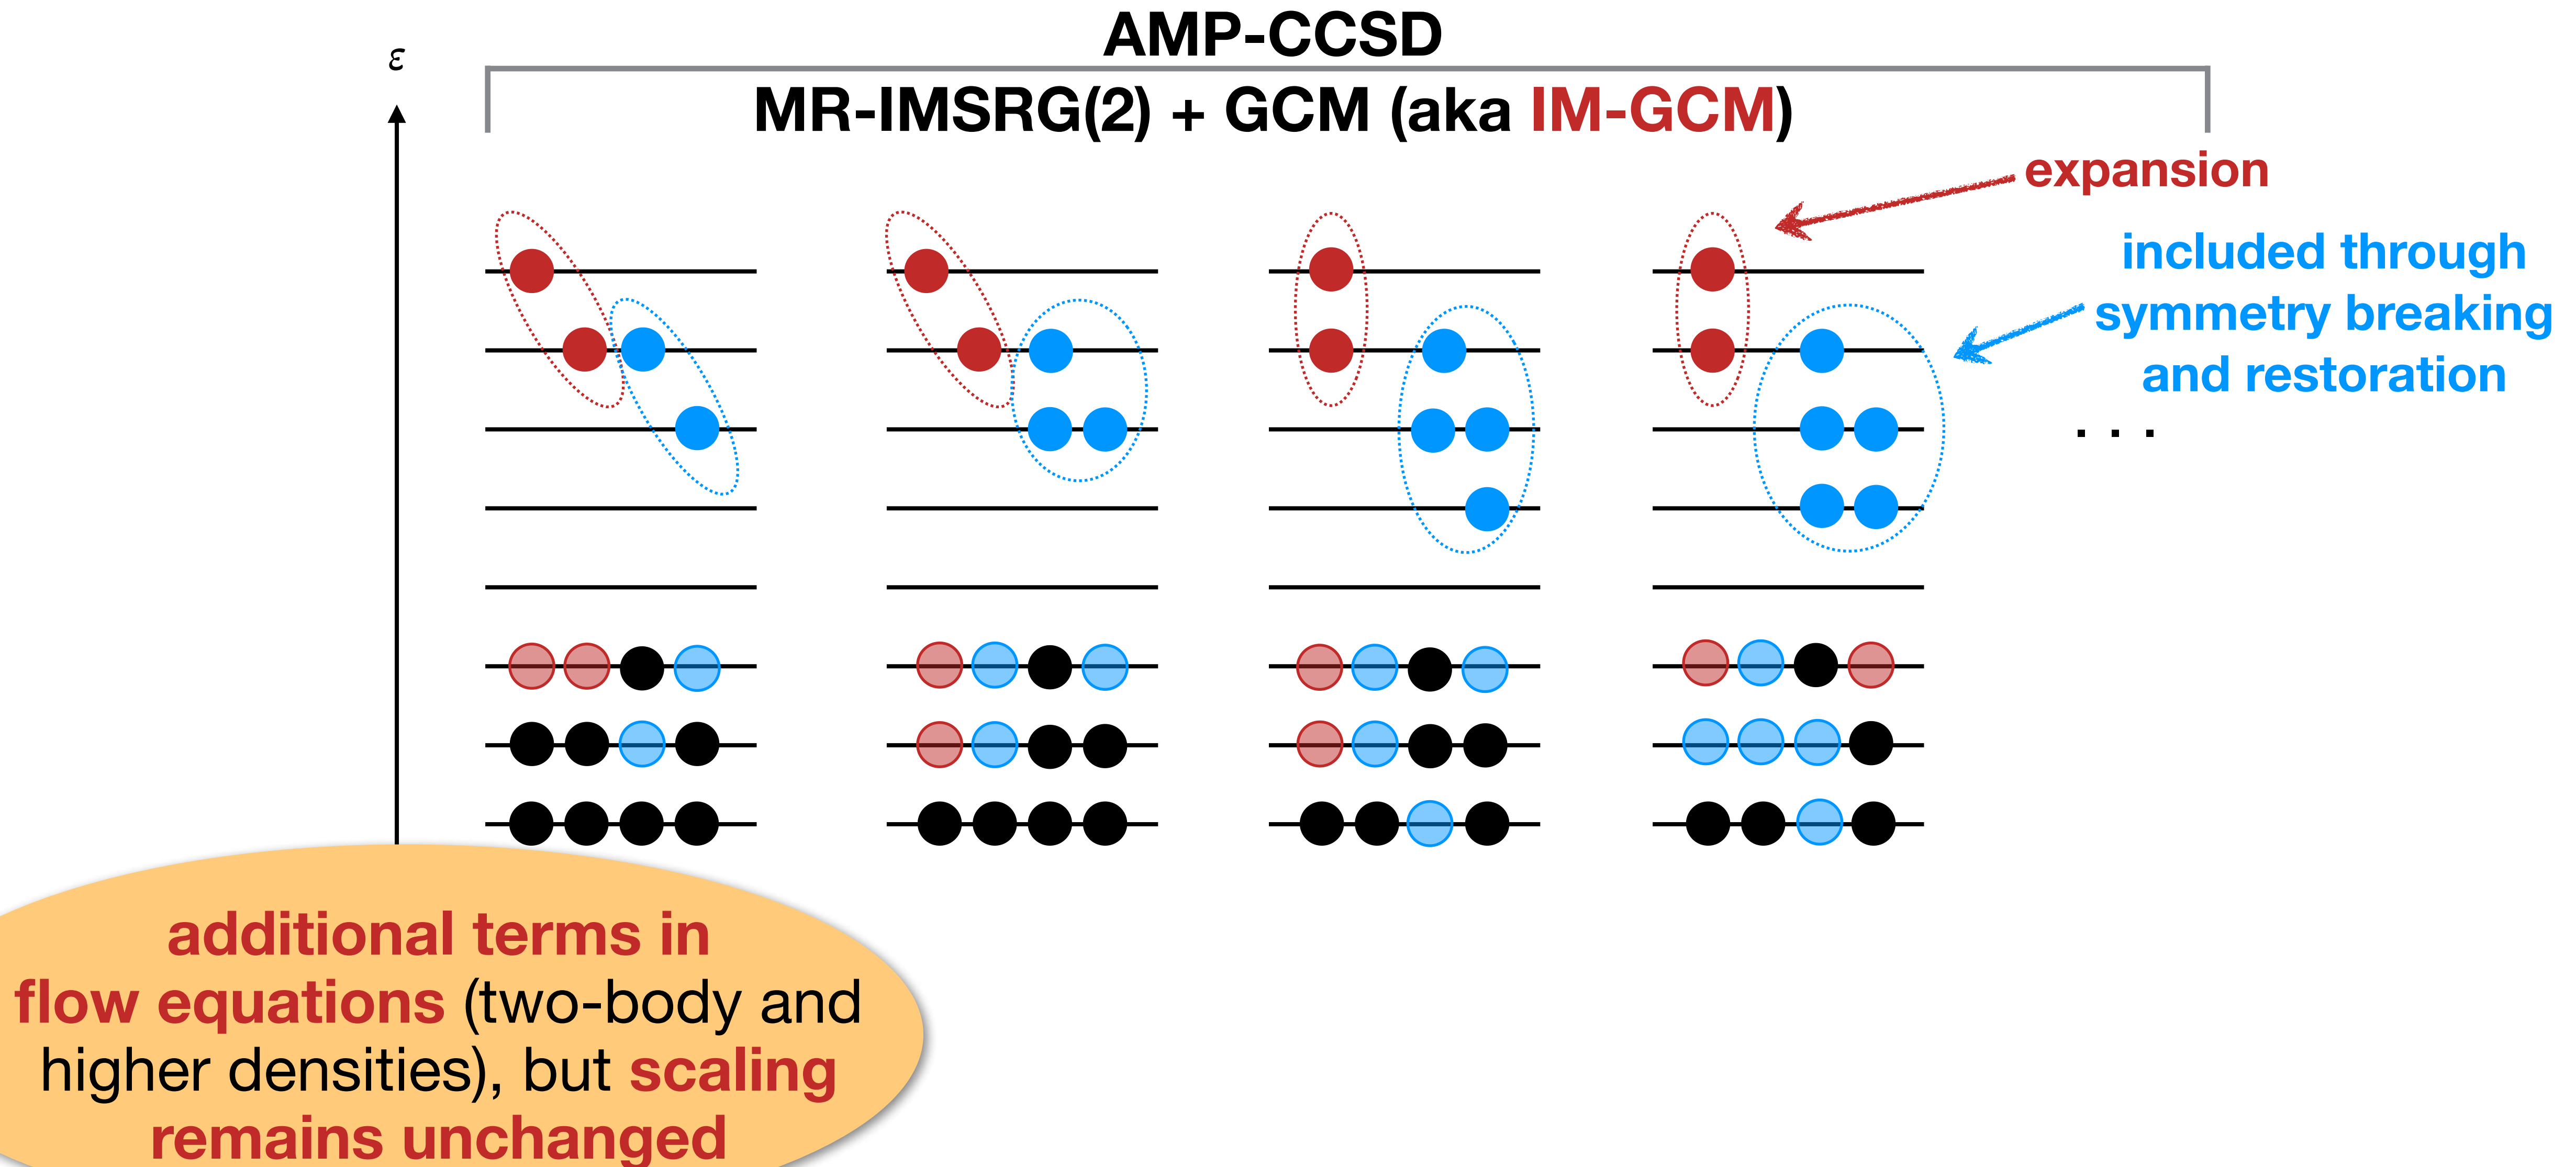 AMP-CCSD
ε
MR-IMSRG(2) + GCM (aka IM-GCM)
expansion
included through
symmetry breaking
and restoration
. . .
additional terms in
flow equations (two-body and
higher densities), but scaling
remains unchanged